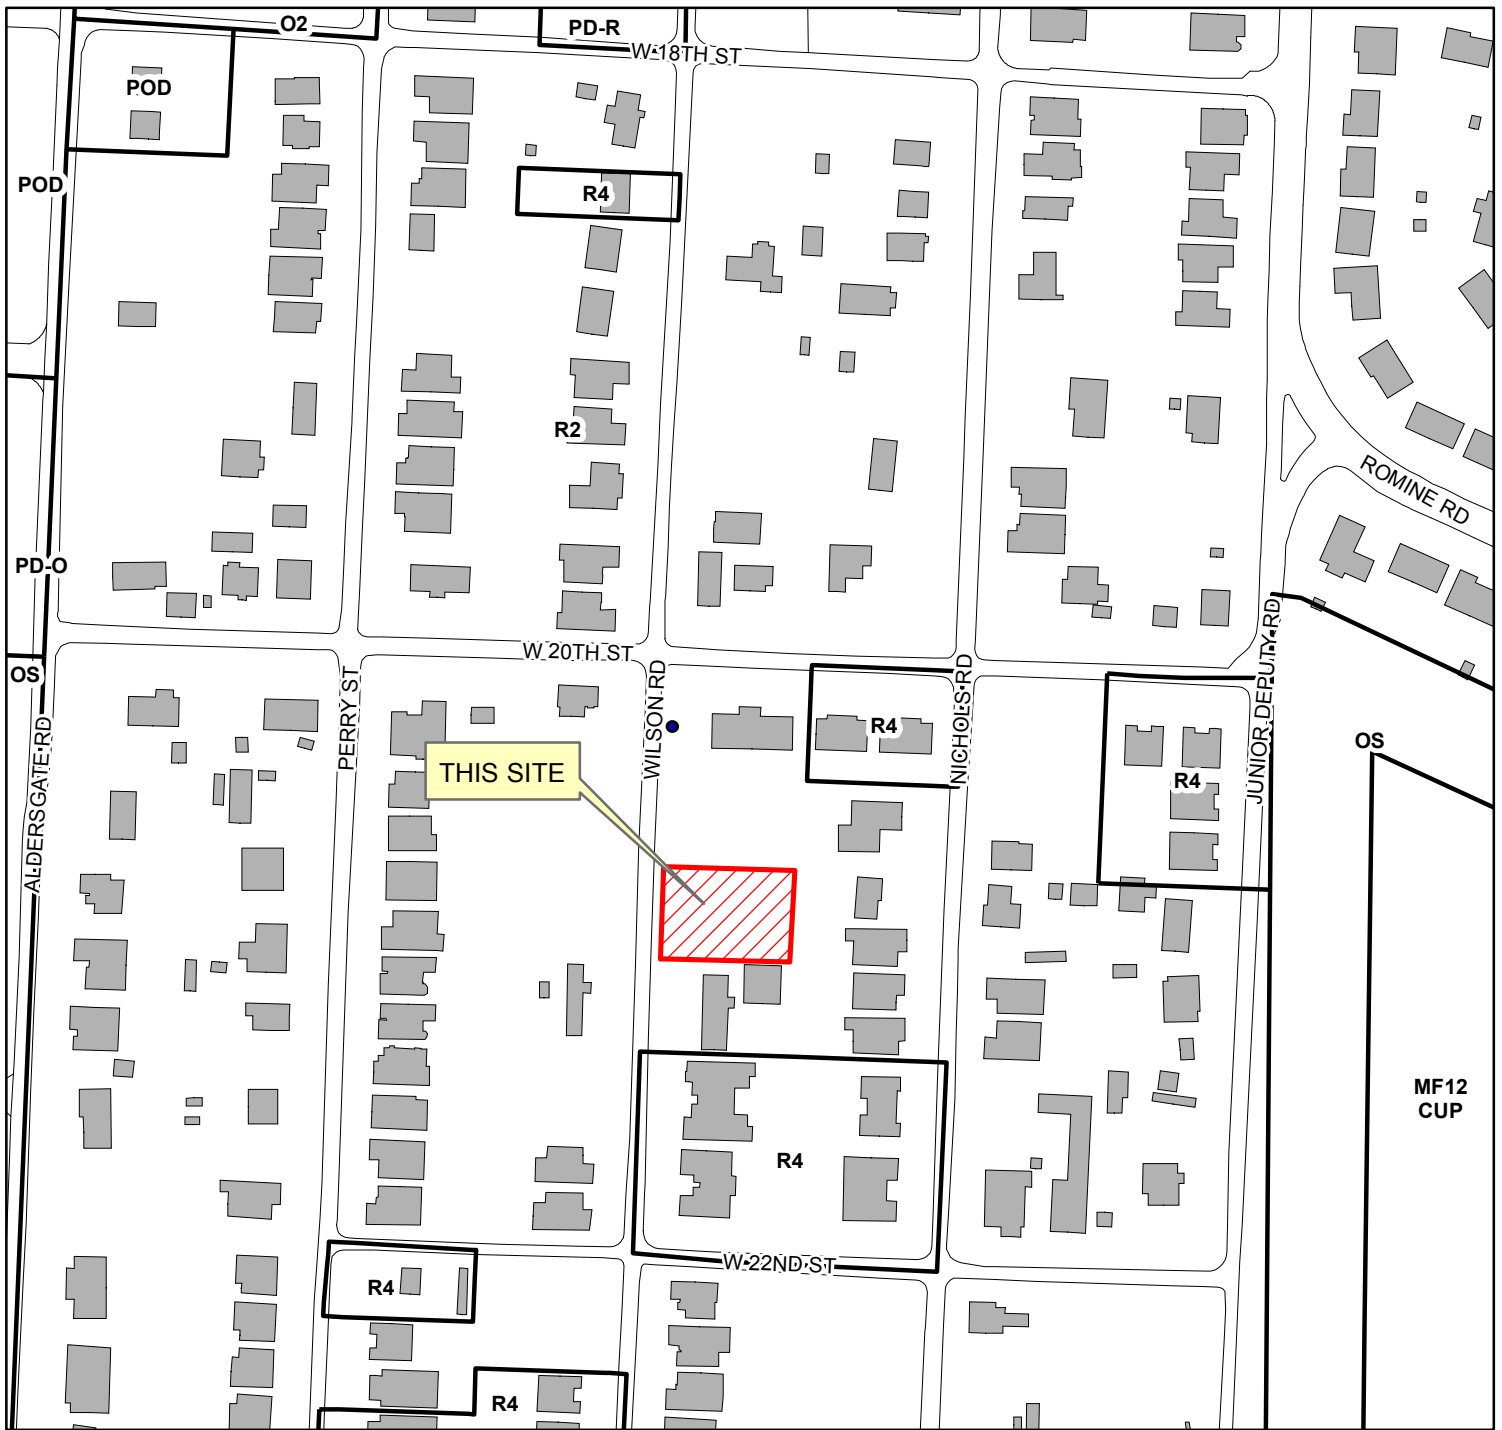 O2
PD-R
W 18TH ST
POD
POD
R4
R2
ROMINE RD
PD-O
W 20TH ST
OS
PERRY ST
WILSON RD
NICHOLS RD
JUNIOR DEPUTY RD
ALDERSGATE RD
R4
OS
THIS SITE
R4
MF12
CUP
R4
W 22ND ST
R4
R4